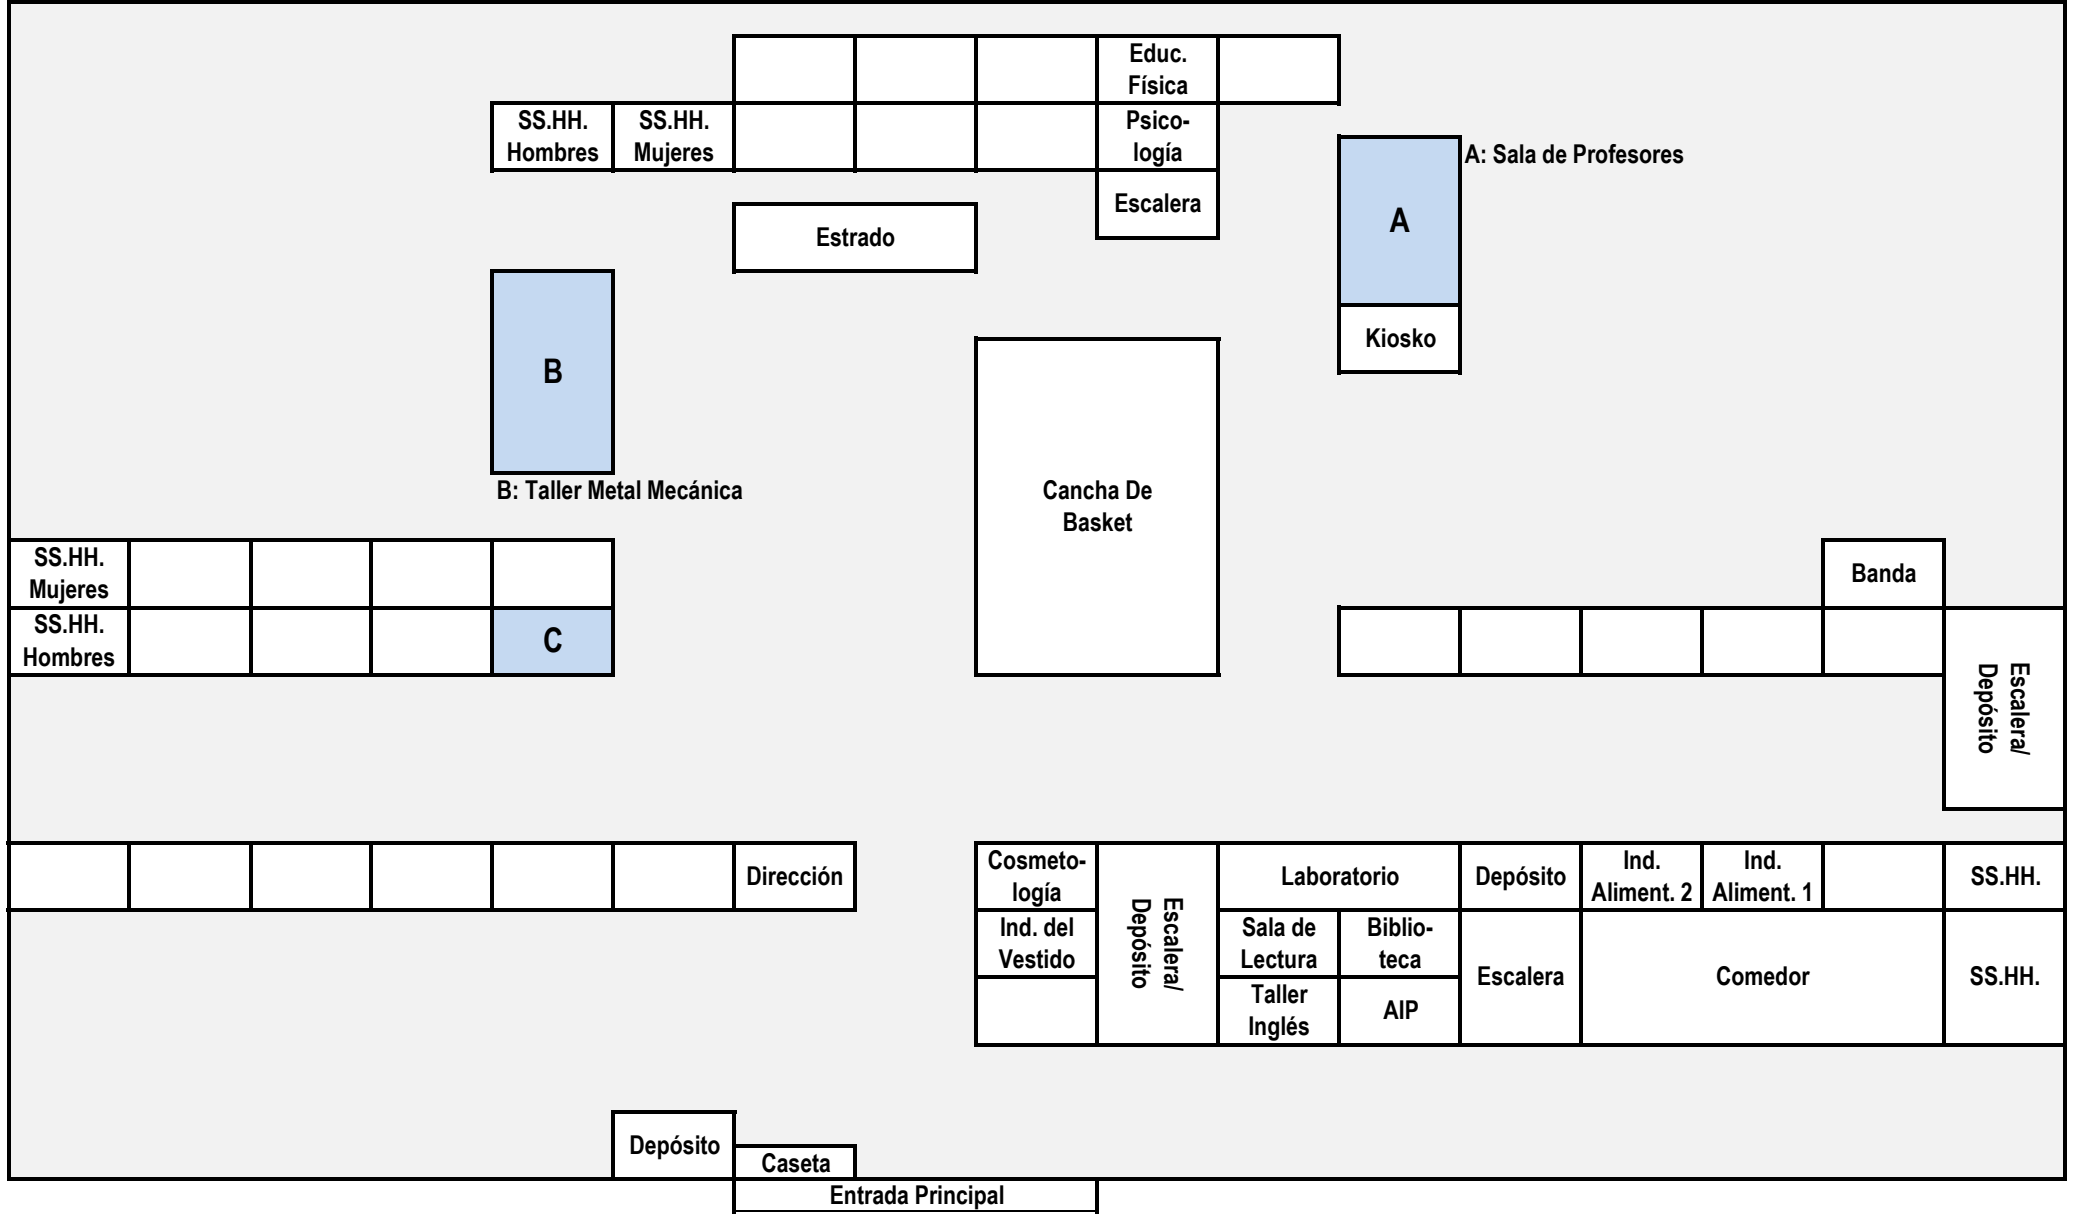 Educ.
Física
SS.HH.
Hombres
SS.HH.
Mujeres
Psico-
logía
A: Sala de Profesores
Escalera
A
Estrado
Kiosko
B
B: Taller Metal Mecánica
Cancha De
Basket
SS.HH.
Mujeres
Banda
SS.HH.
Hombres
C
Escalera/
Depósito
Dirección
Cosmeto-
logía
Escalera/
Depósito
Laboratorio
Depósito
Ind.
Aliment. 2
Ind.
Aliment. 1
SS.HH.
Ind. del
Vestido
Sala de
Lectura
Biblio-
teca
Escalera
Comedor
SS.HH.
Taller
Inglés
AIP
Depósito
Caseta
Entrada Principal